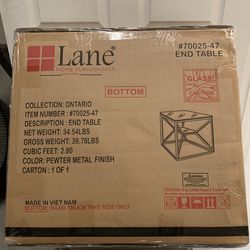 Lane
HOME FURNISHINGS
#70025-47
END TABLE
GLASS!
CAUTION
BOTTOM
COLLECTION: ONTARIO
ITEM NUMBER : #70025-47
DESCRIPTION : END TABLE
NET WEIGHT: 34.54LBS
GROSS WEIGHT: 39.78LBS
CUBIC FEET: 2.80
COLOR: PEWTER METAL FINISH
CARTON : 1 OF 1
MADE IN VIET NAM
BOTTOM: HAND TRUCK THIS SIDE ONLY